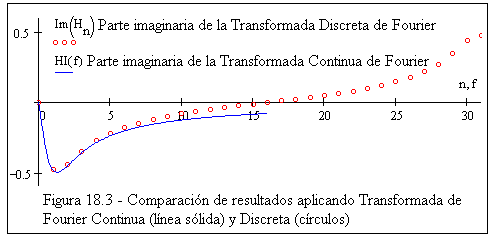 Im(Hn) Parte imaginaria de la Transformada Discreta de Fourier
HI(f) Parte imaginaria de la Transformada Continua de Fourier
0.5
n,f
0 5 10 15 20 25 30
−0.5
Figura 18.3 - Comparación de resultados aplicando Transformada de
Fourier Continua (línea sólida) y Discreta (círculos)